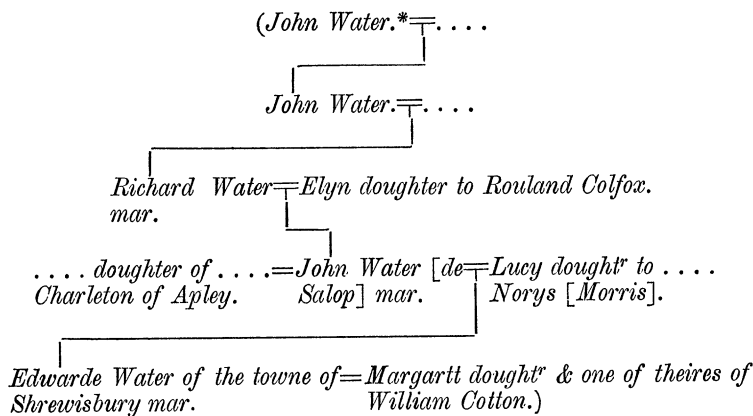 (John Water.*=....
John Water.=....
Richard Water=Elyn doughter to Rouland Colfox.
mar.
.... doughter of ....=John Water [de=Lucy dought^r to ....
Charleton of Apley. Salop] mar. Norys [Morris].
Edwarde Water of the towne of=Margartt dought^r & one of theires of
Shrewisbury mar. William Cotton.)